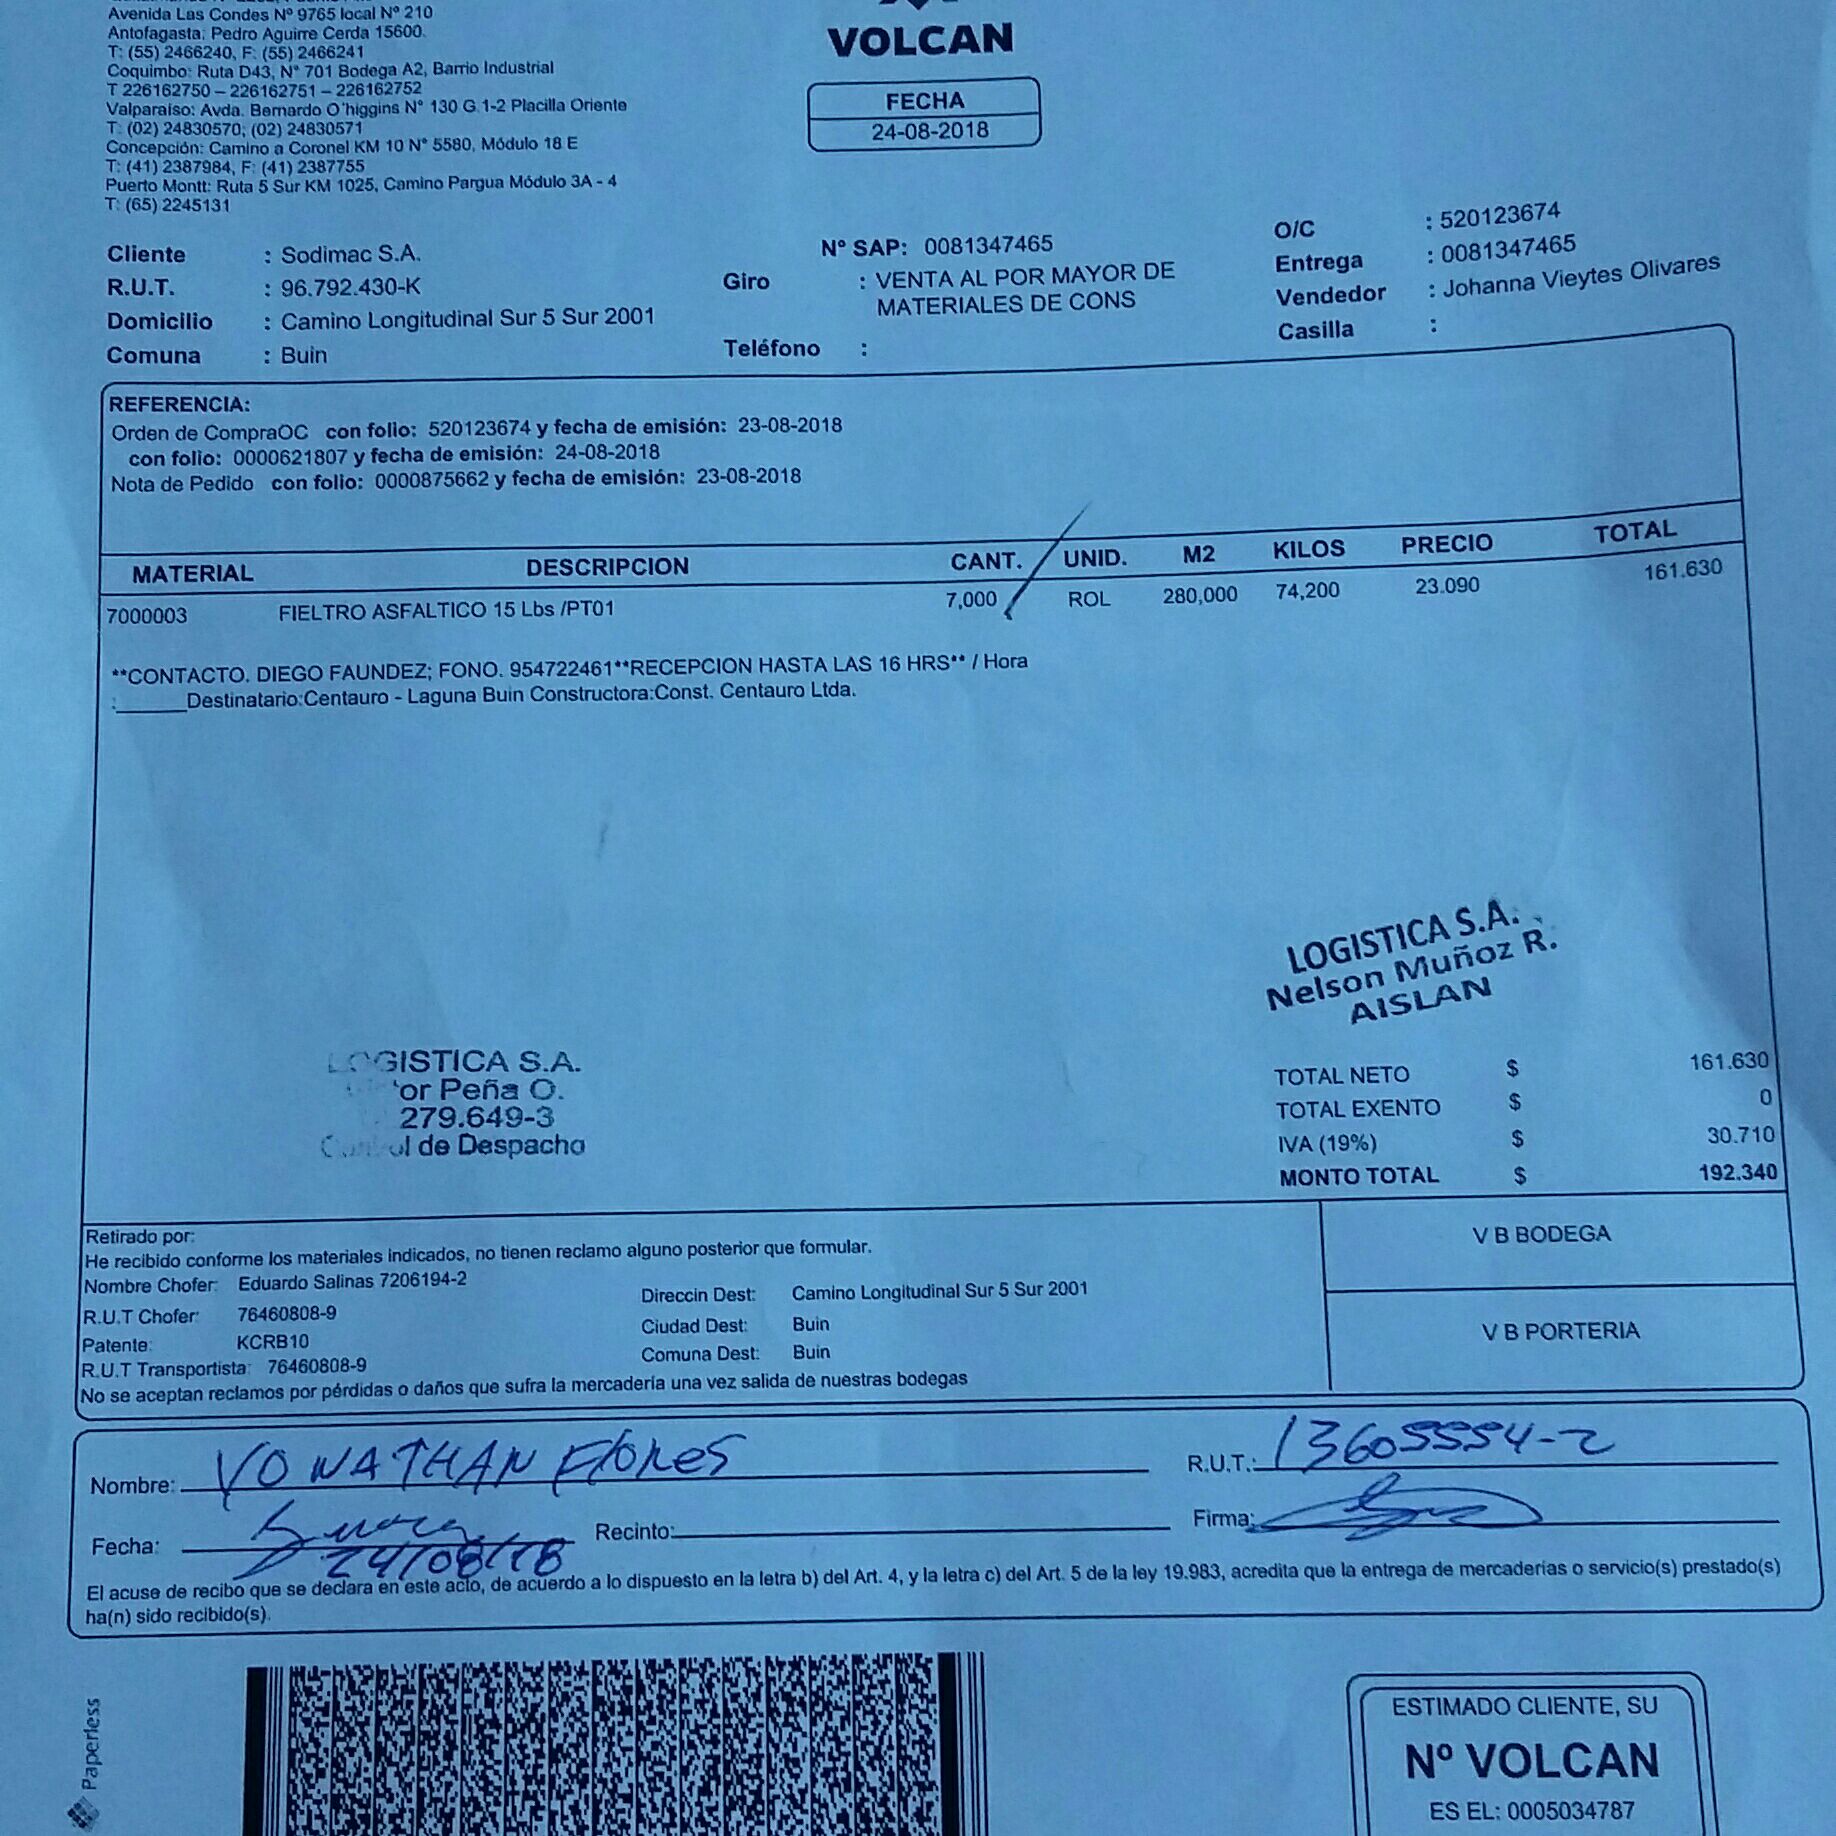 Avenida Las Condes Nº 9765 local Nº 210
Antofagasta: Pedro Aguirre Cerda 15600.
T: (55) 2466240, F: (55) 2466241
Coquimbo: Ruta D43, N° 701 Bodega A2, Barrio Industrial
T 226162750 – 226162751 – 226162752
Valparaiso: Avda. Bernardo O'higgins N° 130 G 1-2 Placilla Oriente
T: (02) 24830570; (02) 24830571
Concepción: Camino a Coronel KM 10 N° 5580, Módulo 18 E
T: (41) 2387984, F: (41) 2387755
Puerto Montt: Ruta 5 Sur KM 1025, Camino Pargua Módulo 3A - 4
T: (65) 2245131
VOLCAN
FECHA
24-08-2018
Cliente : Sodimac S.A.
R.U.T. : 96.792.430-K
Domicilio : Camino Longitudinal Sur 5 Sur 2001
Comuna : Buin
N° SAP: 0081347465
Giro : VENTA AL POR MAYOR DE
MATERIALES DE CONS
Teléfono :
O/C : 520123674
Entrega : 0081347465
Vendedor : Johanna Vieytes Olivares
Casilla :
REFERENCIA:
Orden de CompraOC con folio: 520123674 y fecha de emisión: 23-08-2018
con folio: 0000621807 y fecha de emisión: 24-08-2018
Nota de Pedido con folio: 0000875662 y fecha de emisión: 23-08-2018
MATERIAL DESCRIPCION CANT. UNID. M2 KILOS PRECIO TOTAL
7000003 FIELTRO ASFALTICO 15 Lbs /PT01 7,000 ROL 280,000 74,200 23.090 161.630
**CONTACTO. DIEGO FAUNDEZ; FONO. 954722461**RECEPCION HASTA LAS 16 HRS** / Hora
:______Destinatario:Centauro - Laguna Buin Constructora:Const. Centauro Ltda.
LOGISTICA S.A.
Nelson Muñoz R.
AISLAN
LOGISTICA S.A.
Peña O.
279.649-3
Control de Despacho
TOTAL NETO $ 161.630
TOTAL EXENTO $ 0
IVA (19%) $ 30.710
MONTO TOTAL $ 192.340
Retirado por:
He recibido conforme los materiales indicados, no tienen reclamo alguno posterior que formular.
Nombre Chofer: Eduardo Salinas 7206194-2
R.U.T Chofer: 76460808-9
Patente: KCRB10
R.U.T Transportista: 76460808-9
Direccin Dest: Camino Longitudinal Sur 5 Sur 2001
Ciudad Dest: Buin
Comuna Dest: Buin
No se aceptan reclamos por pérdidas o daños que sufra la mercadería una vez salida de nuestras bodegas
V B BODEGA
V B PORTERIA
Nombre: YONATHAN FLORES R.U.T.: 13605554-2
Fecha: 24/08/18 Recinto: Firma:
El acuse de recibo que se declara en este acto, de acuerdo a lo dispuesto en la letra b) del Art. 4, y la letra c) del Art. 5 de la ley 19.983, acredita que la entrega de mercaderías o servicio(s) prestado(s)
ha(n) sido recibido(s).
Paperless
ESTIMADO CLIENTE, SU
Nº VOLCAN
ES EL: 0005034787